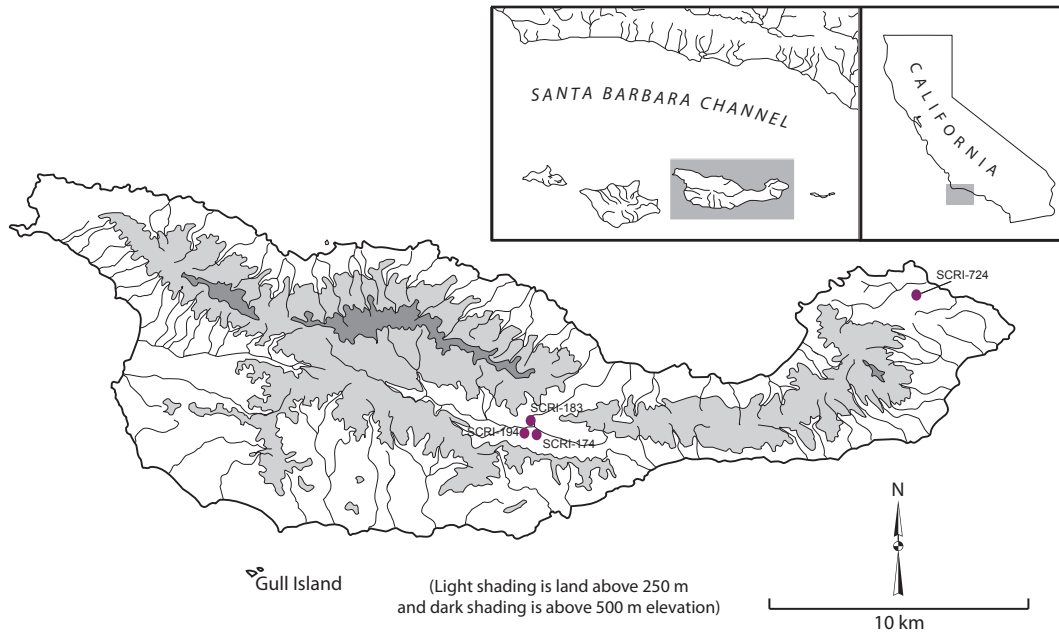 SANTA BARBARA CHANNEL
CALIFORNIA
SCRI-724
SCRI-183
SCRI-194
SCRI-174
N
Gull Island
(Light shading is land above 250 m
and dark shading is above 500 m elevation)
10 km